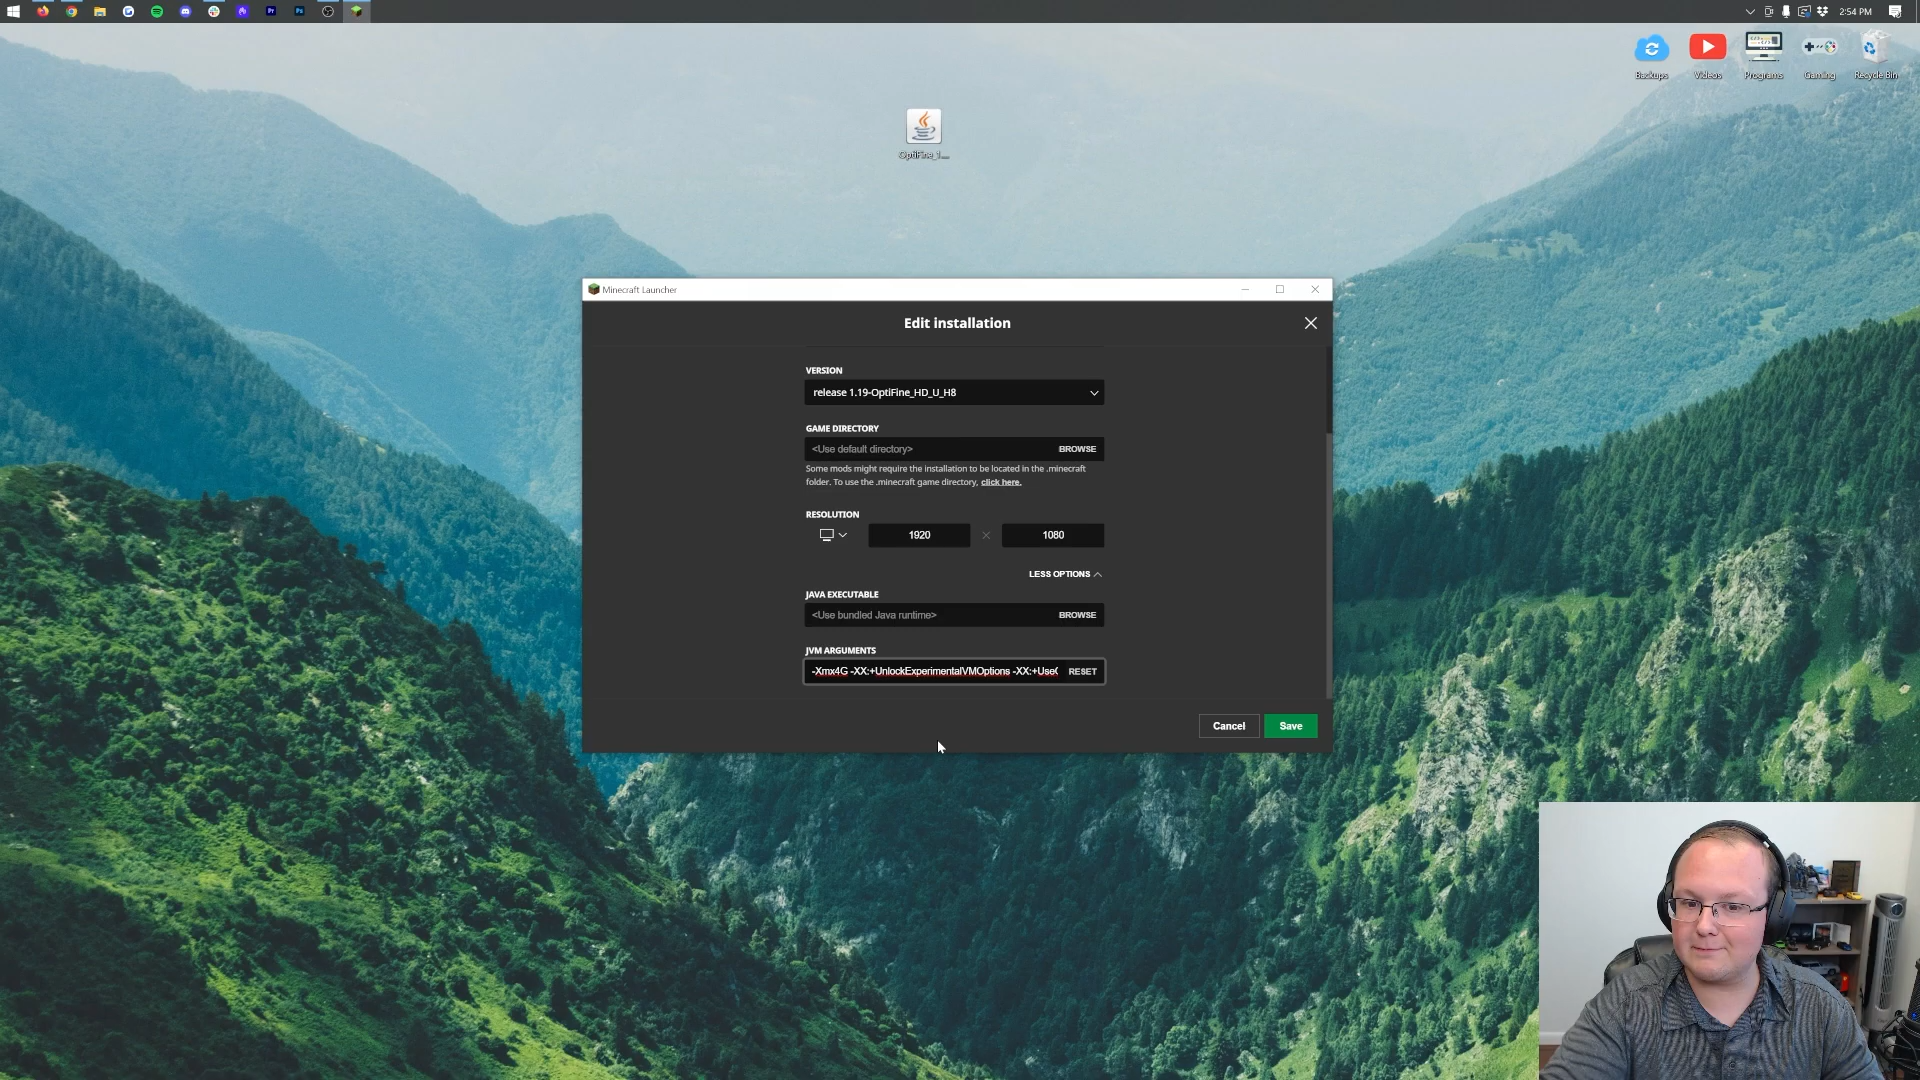 2:54 PM
Backups
Videos
Programs
Gaming
Recycle Bin
OptiFine_1....
Minecraft Launcher
Edit installation
VERSION
release 1.19-OptiFine_HD_U_H8
GAME DIRECTORY
<Use default directory>
BROWSE
Some mods might require the installation to be located in the .minecraft
folder. To use the .minecraft game directory, click here.
RESOLUTION
1920
1080
LESS OPTIONS
JAVA EXECUTABLE
<Use bundled Java runtime>
BROWSE
JVM ARGUMENTS
-Xmx4G -XX:+UnlockExperimentalVMOptions -XX:+Use
RESET
Cancel
Save